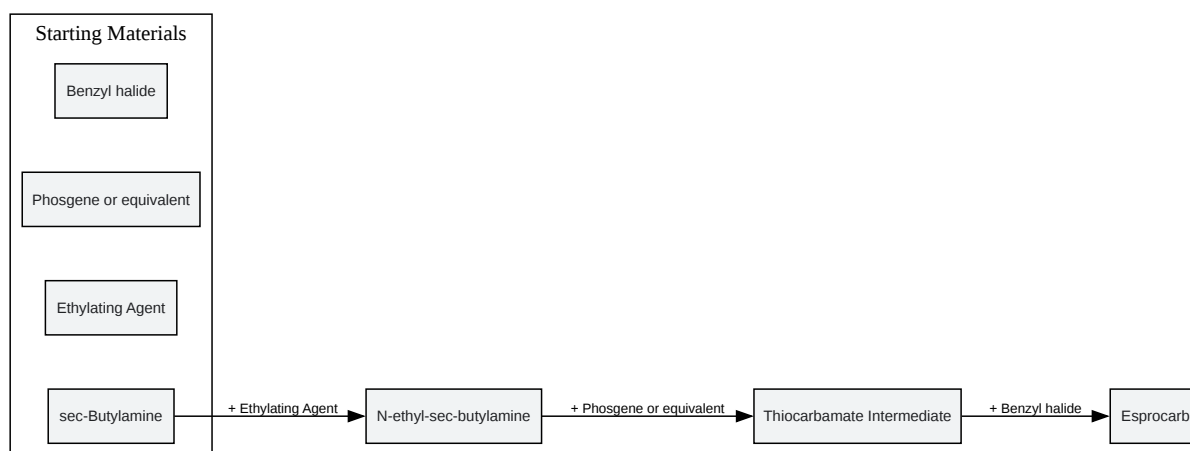 Starting Materials
Benzyl halide
Phosgene or equivalent
Ethylating Agent
sec-Butylamine
+ Ethylating Agent
N-ethyl-sec-butylamine
+ Phosgene or equivalent
Thiocarbamate Intermediate
+ Benzyl halide
Esprocarb